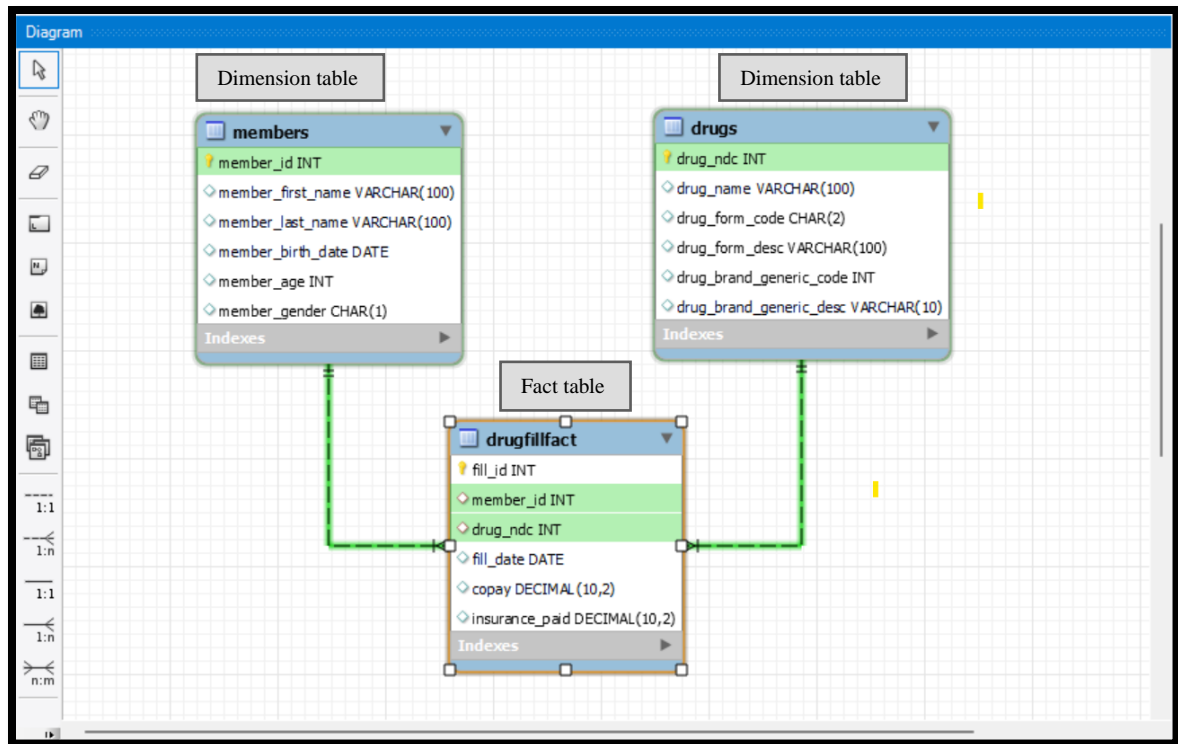 Diagram
Dimension table
Dimension table
members
member_id INT
member_first_name VARCHAR(100)
member_last_name VARCHAR(100)
member_birth_date DATE
member_age INT
member_gender CHAR(1)
Indexes
drugs
drug_ndc INT
drug_name VARCHAR(100)
drug_form_code CHAR(2)
drug_form_desc VARCHAR(100)
drug_brand_generic_code INT
drug_brand_generic_desc VARCHAR(10)
Indexes
Fact table
drugfillfact
fill_id INT
member_id INT
drug_ndc INT
fill_date DATE
copay DECIMAL(10,2)
insurance_paid DECIMAL(10,2)
Indexes
1:1
1:n
1:1
1:n
n:m